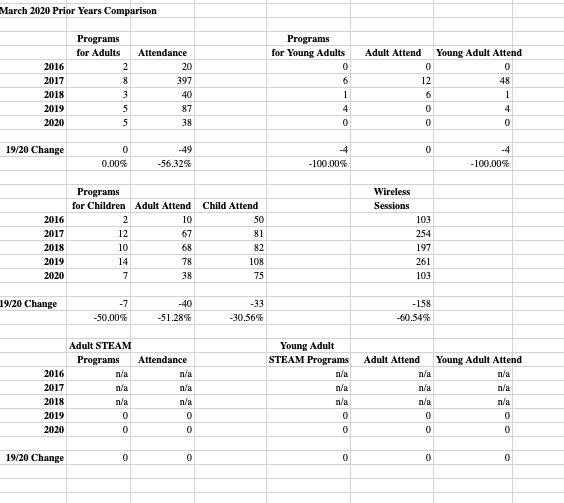 March 2020 Prior Years Comparison
Programs Programs
for Adults Attendance for Young Adults Adult Attend Young Adult Attend
2016 2 20 0 0 0
2017 8 397 6 12 48
2018 3 40 1 6 1
2019 5 87 4 0 4
2020 5 38 0 0 0
19/20 Change 0 -49 -4 0 -4
0.00% -56.32% -100.00% -100.00%
Programs Wireless
for Children Adult Attend Child Attend Sessions
2016 2 10 50 103
2017 12 67 81 254
2018 10 68 82 197
2019 14 78 108 261
2020 7 38 75 103
19/20 Change -7 -40 -33 -158
-50.00% -51.28% -30.56% -60.54%
Adult STEAM Young Adult
Programs Attendance STEAM Programs Adult Attend Young Adult Attend
2016 n/a n/a n/a n/a n/a
2017 n/a n/a n/a n/a n/a
2018 n/a n/a n/a n/a n/a
2019 0 0 0 0 0
2020 0 0 0 0 0
19/20 Change 0 0 0 0 0